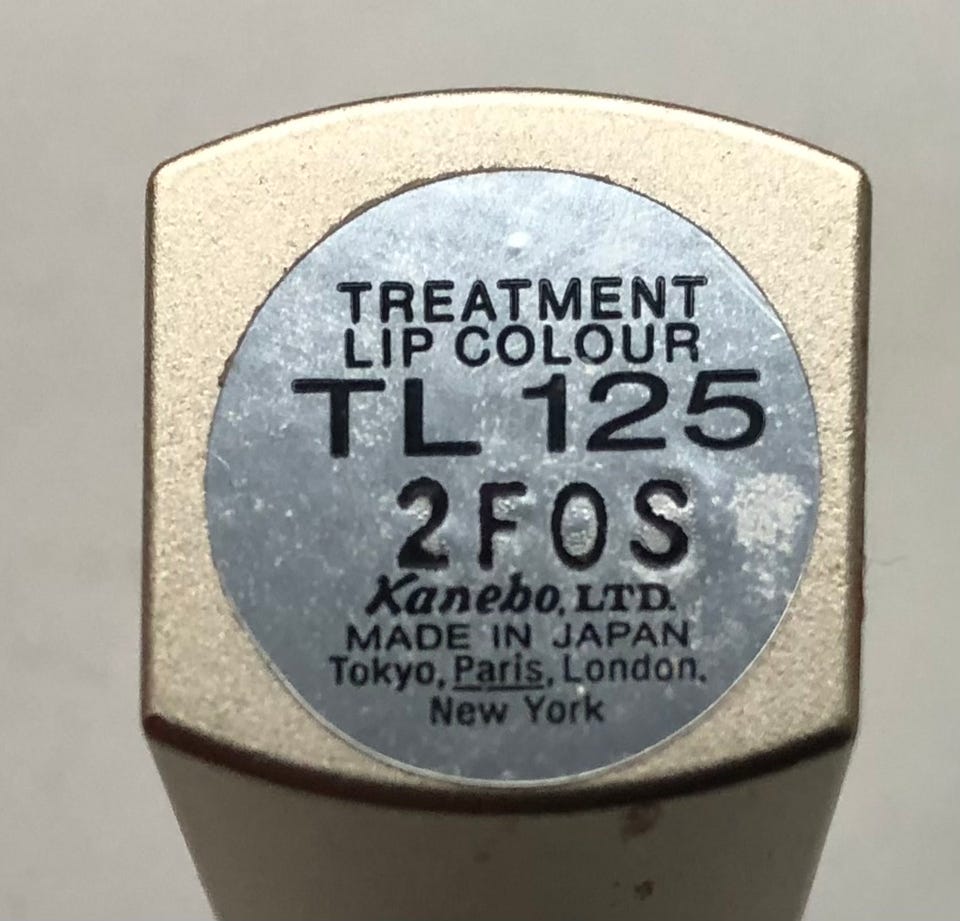 TREATMENT
LIP COLOUR
TL 125
2F0S
Kanebo, LTD.
MADE IN JAPAN
Tokyo, Paris, London,
New York